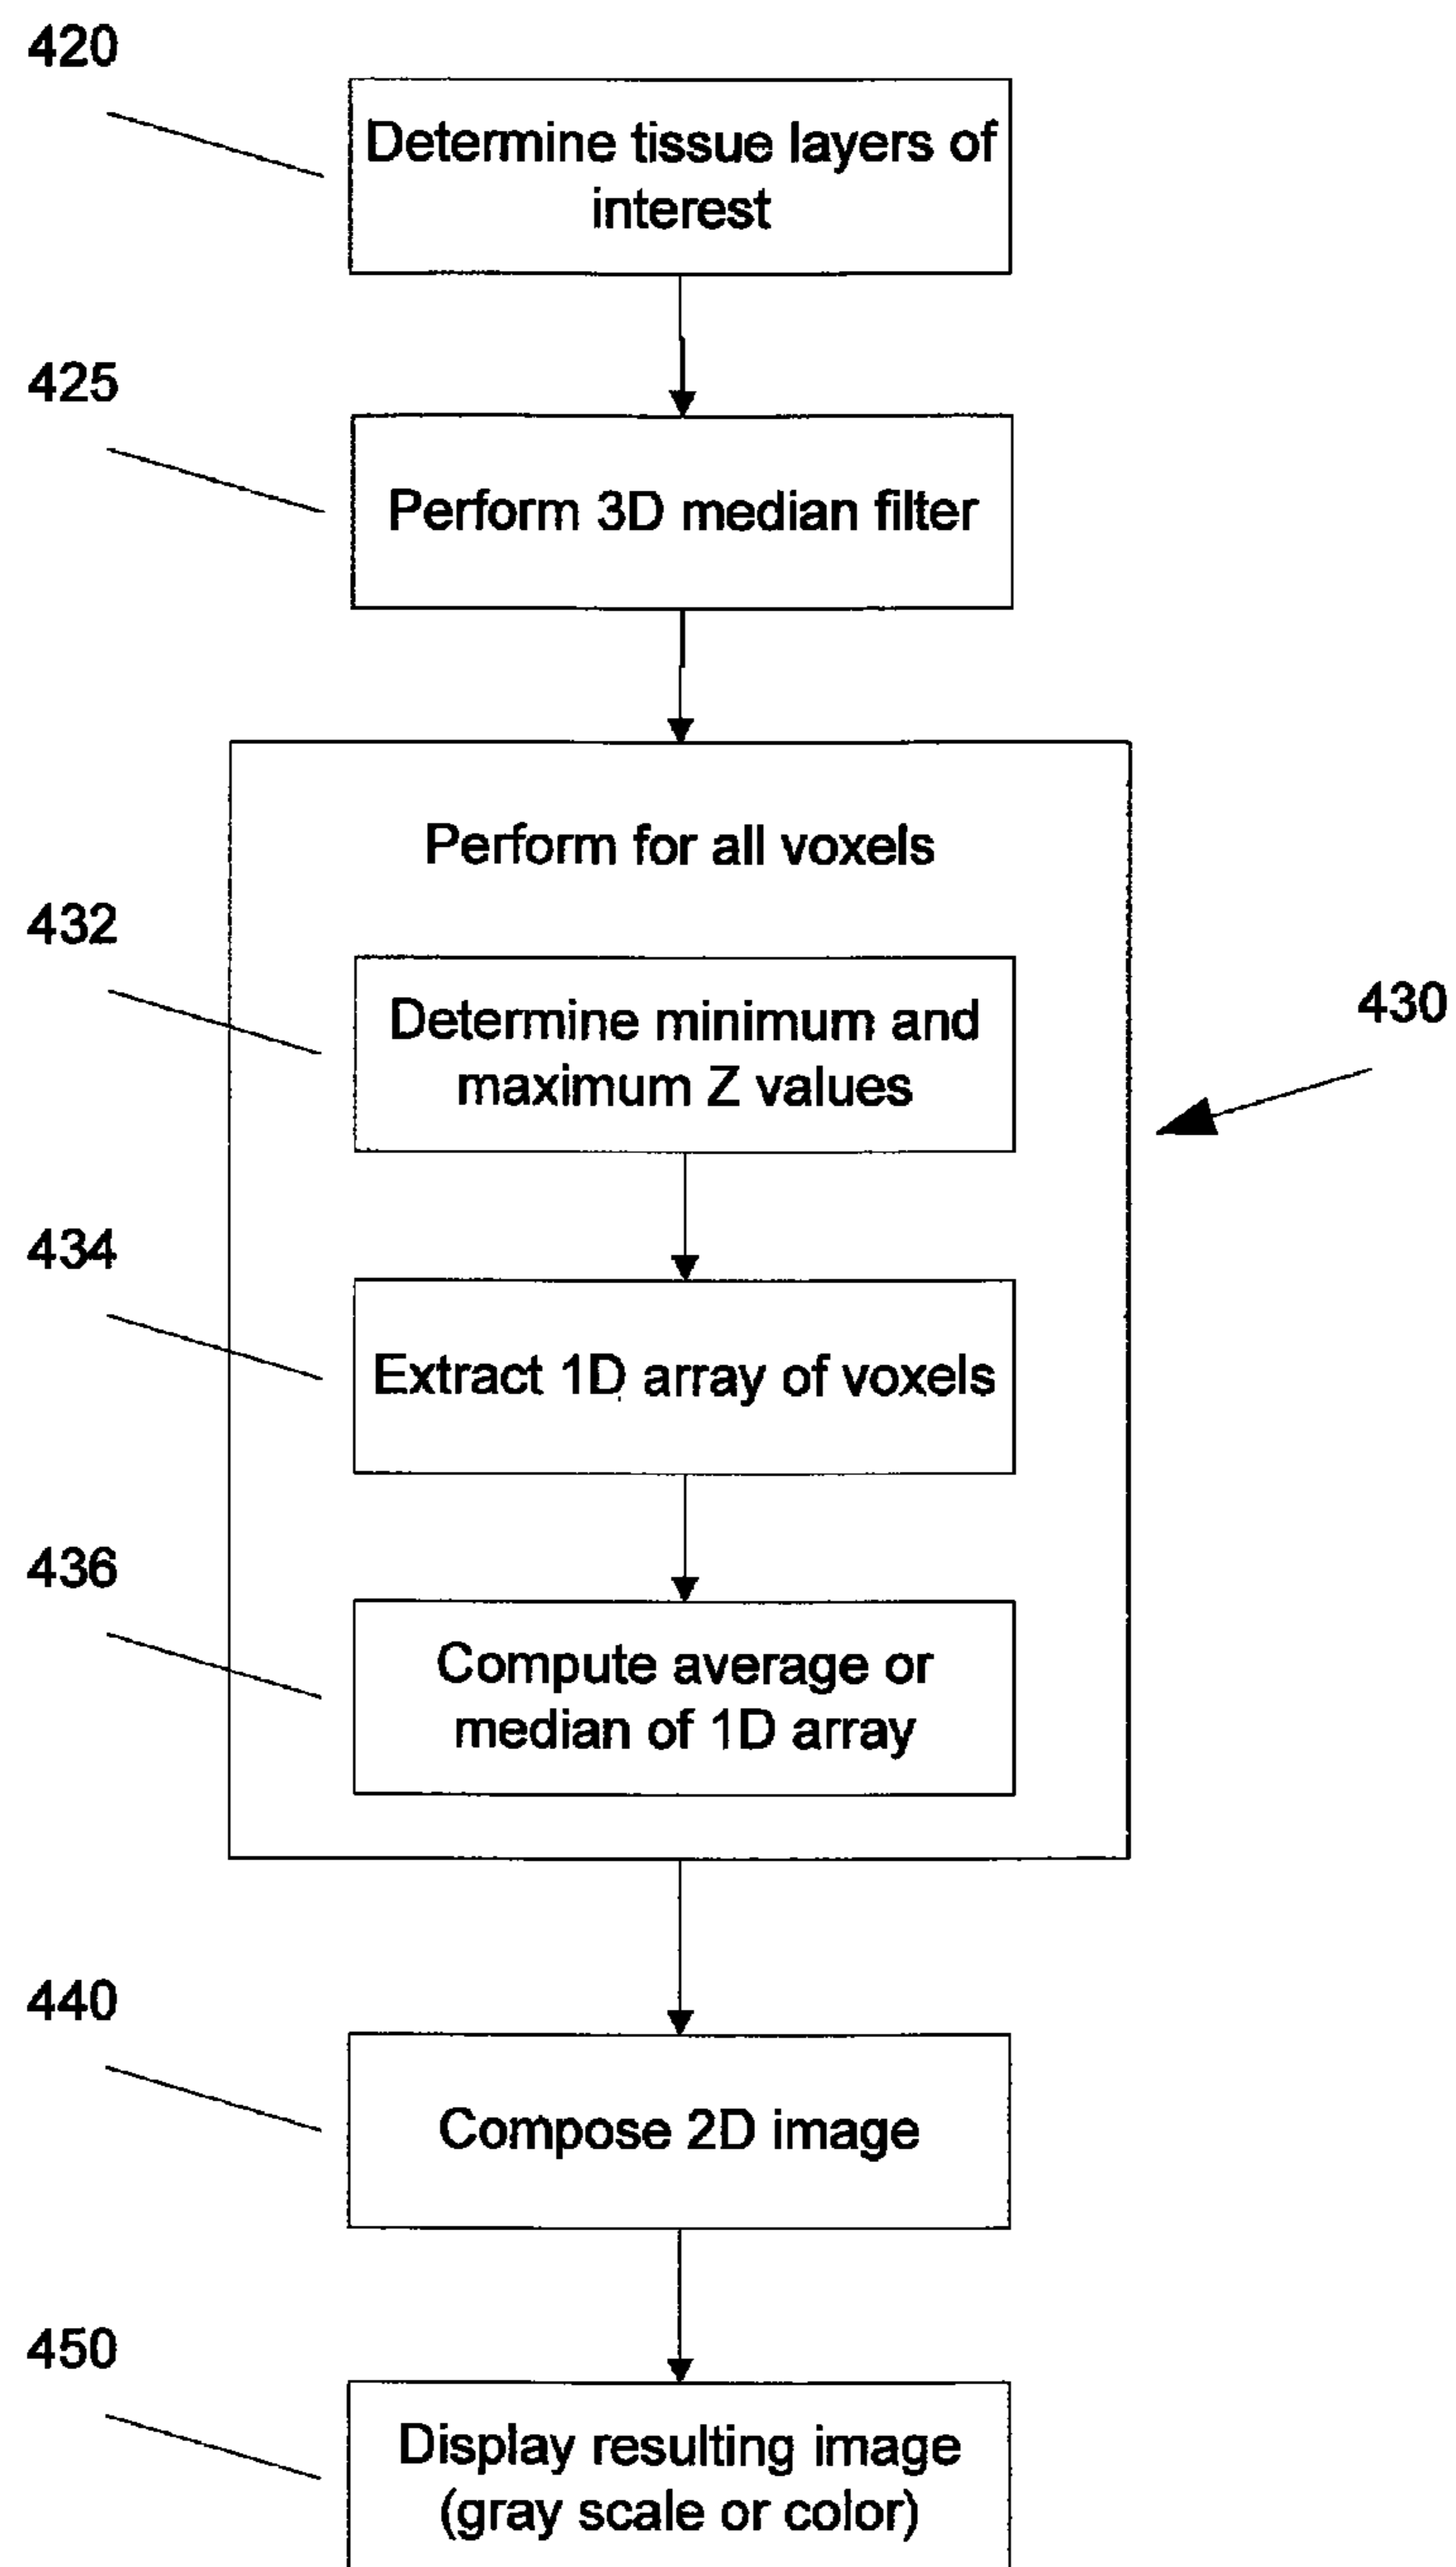 420
Determine tissue layers of
interest
425
Perform 3D median filter
Perform for all voxels
432
Determine minimum and
maximum Z values
430
434
Extract 1D array of voxels
436
Compute average or
median of 1D array
440
Compose 2D image
450
Display resulting image
(gray scale or color)